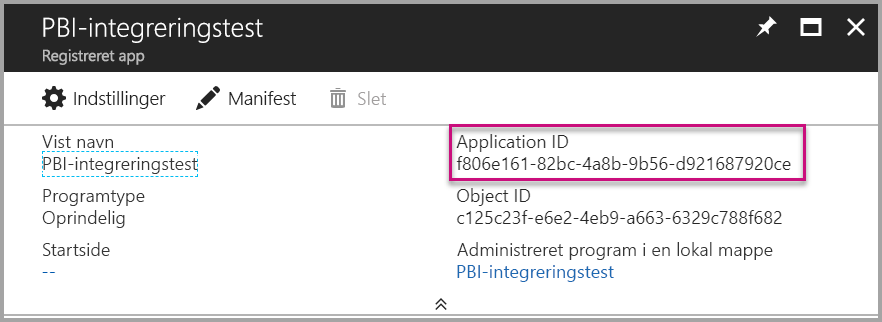 PBI-integreringstest
Registreret app
Indstillinger Manifest Slet
Vist navn
PBI-integreringstest
Programtype
Oprindelig
Startside
--
Application ID
f806e161-82bc-4a8b-9b56-d921687920ce
Object ID
c125c23f-e6e2-4eb9-a663-6329c788f682
Administreret program i en lokal mappe
PBI-integreringstest